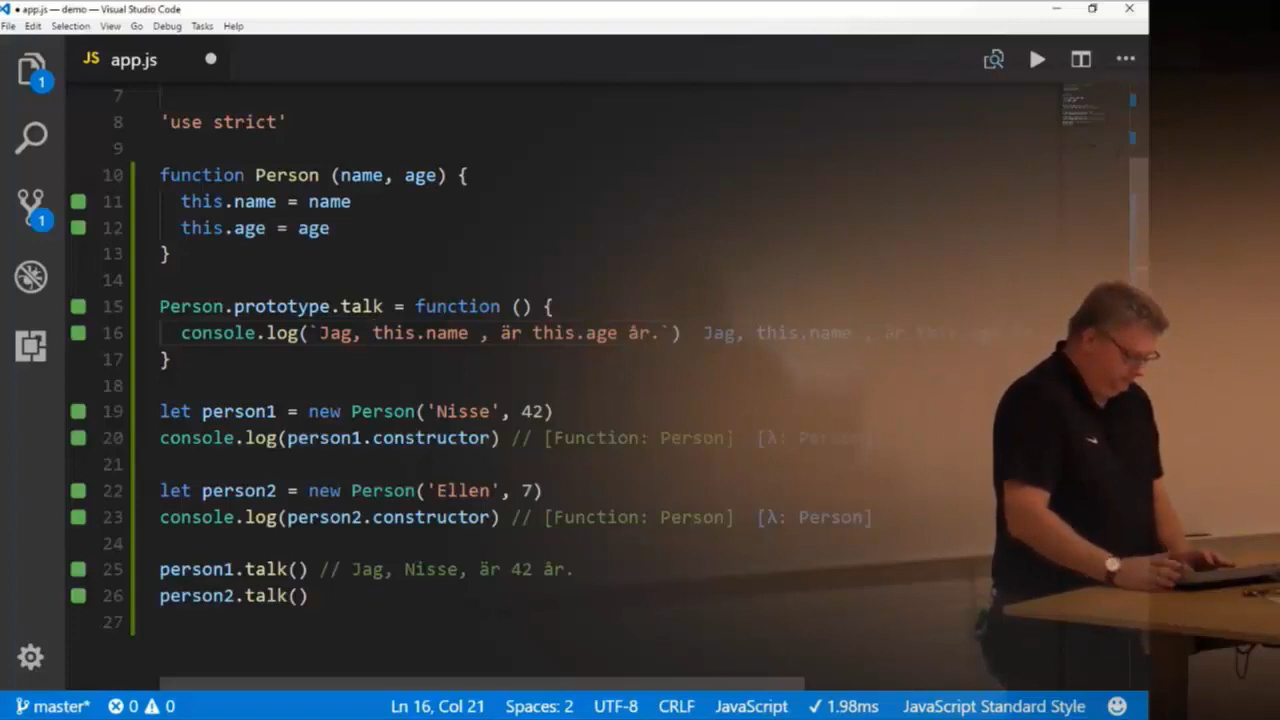 ● app.js — demo — Visual Studio Code
File Edit Selection View Go Debug Tasks Help
JS app.js
1
1
7
8 'use strict'
9
10 function Person (name, age) {
11 this.name = name
12 this.age = age
13 }
14
15 Person.prototype.talk = function () {
16 console.log(`Jag, this.name , är this.age år.`) Jag, this.name , är this.age
17 }
18
19 let person1 = new Person('Nisse', 42)
20 console.log(person1.constructor) // [Function: Person] [λ: Person]
21
22 let person2 = new Person('Ellen', 7)
23 console.log(person2.constructor) // [Function: Person] [λ: Person]
24
25 person1.talk() // Jag, Nisse, är 42 år.
26 person2.talk()
27
master* 0 0 Ln 16, Col 21 Spaces: 2 UTF-8 CRLF JavaScript ✓ 1.98ms JavaScript Standard Style